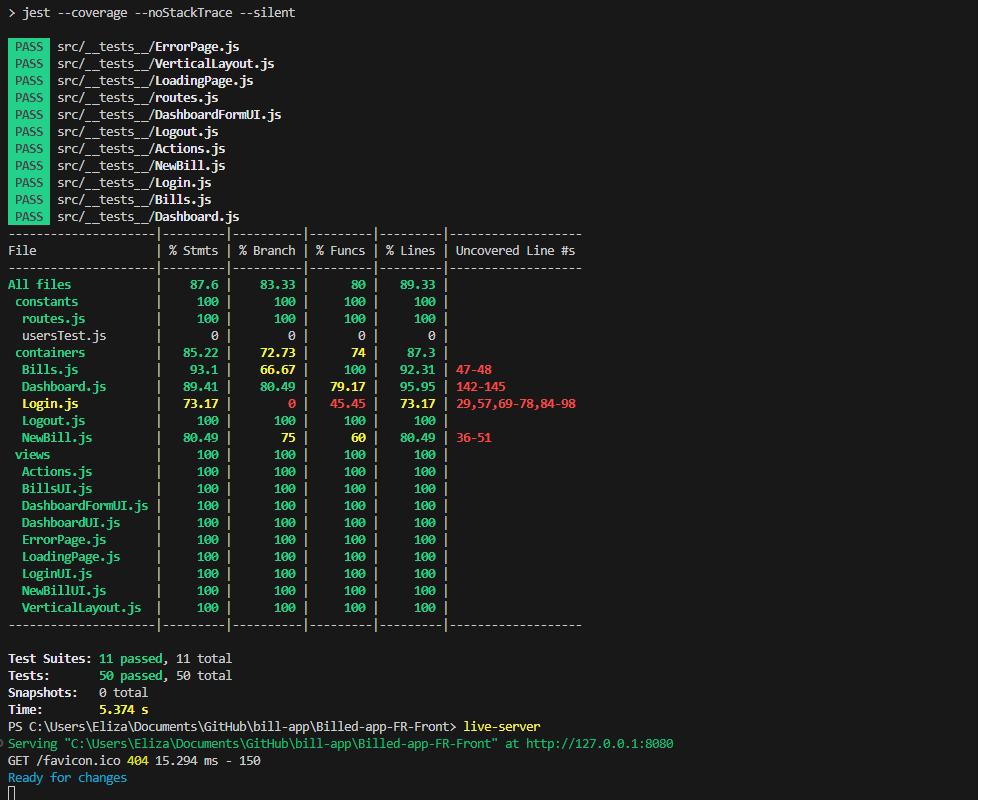 > jest --coverage --noStackTrace --silent
PASS src/__tests__/ErrorPage.js
PASS src/__tests__/VerticalLayout.js
PASS src/__tests__/LoadingPage.js
PASS src/__tests__/routes.js
PASS src/__tests__/DashboardFormUI.js
PASS src/__tests__/Logout.js
PASS src/__tests__/Actions.js
PASS src/__tests__/NewBill.js
PASS src/__tests__/Login.js
PASS src/__tests__/Bills.js
PASS src/__tests__/Dashboard.js
---------------------|---------|----------|---------|---------|-------------------
File                 | % Stmts | % Branch | % Funcs | % Lines | Uncovered Line #s
---------------------|---------|----------|---------|---------|-------------------
All files            |    87.6 |    83.33 |      80 |   89.33 |
 constants           |     100 |      100 |     100 |     100 |
  routes.js          |     100 |      100 |     100 |     100 |
  usersTest.js       |       0 |        0 |       0 |       0 |
 containers          |   85.22 |    72.73 |      74 |    87.3 |
  Bills.js           |    93.1 |    66.67 |     100 |   92.31 | 47-48
  Dashboard.js       |   89.41 |    80.49 |   79.17 |   95.95 | 142-145
  Login.js           |   73.17 |        0 |   45.45 |   73.17 | 29,57,69-78,84-98
  Logout.js          |     100 |      100 |     100 |     100 |
  NewBill.js         |   80.49 |       75 |      60 |   80.49 | 36-51
 views               |     100 |      100 |     100 |     100 |
  Actions.js         |     100 |      100 |     100 |     100 |
  BillsUI.js         |     100 |      100 |     100 |     100 |
  DashboardFormUI.js |     100 |      100 |     100 |     100 |
  DashboardUI.js     |     100 |      100 |     100 |     100 |
  ErrorPage.js       |     100 |      100 |     100 |     100 |
  LoadingPage.js     |     100 |      100 |     100 |     100 |
  LoginUI.js         |     100 |      100 |     100 |     100 |
  NewBillUI.js       |     100 |      100 |     100 |     100 |
  VerticalLayout.js  |     100 |      100 |     100 |     100 |
---------------------|---------|----------|---------|---------|-------------------
Test Suites: 11 passed, 11 total
Tests:       50 passed, 50 total
Snapshots:   0 total
Time:        5.374 s
PS C:\Users\Eliza\Documents\GitHub\bill-app\Billed-app-FR-Front> live-server
Serving "C:\Users\Eliza\Documents\GitHub\bill-app\Billed-app-FR-Front" at http://127.0.0.1:8080
GET /favicon.ico 404 15.294 ms - 150
Ready for changes